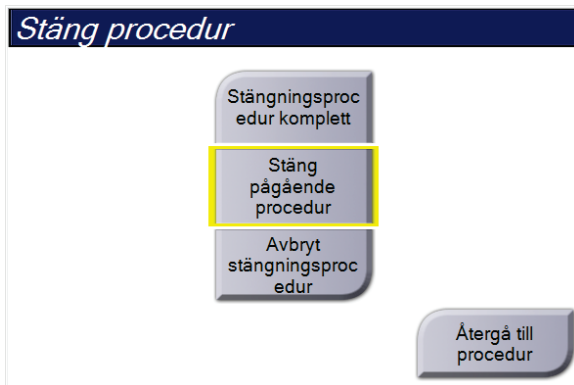 Stäng procedur
Stängningsproc
edur komplett
Stäng
pågående
procedur
Avbryt
stängningsproc
edur
Återgå till
procedur